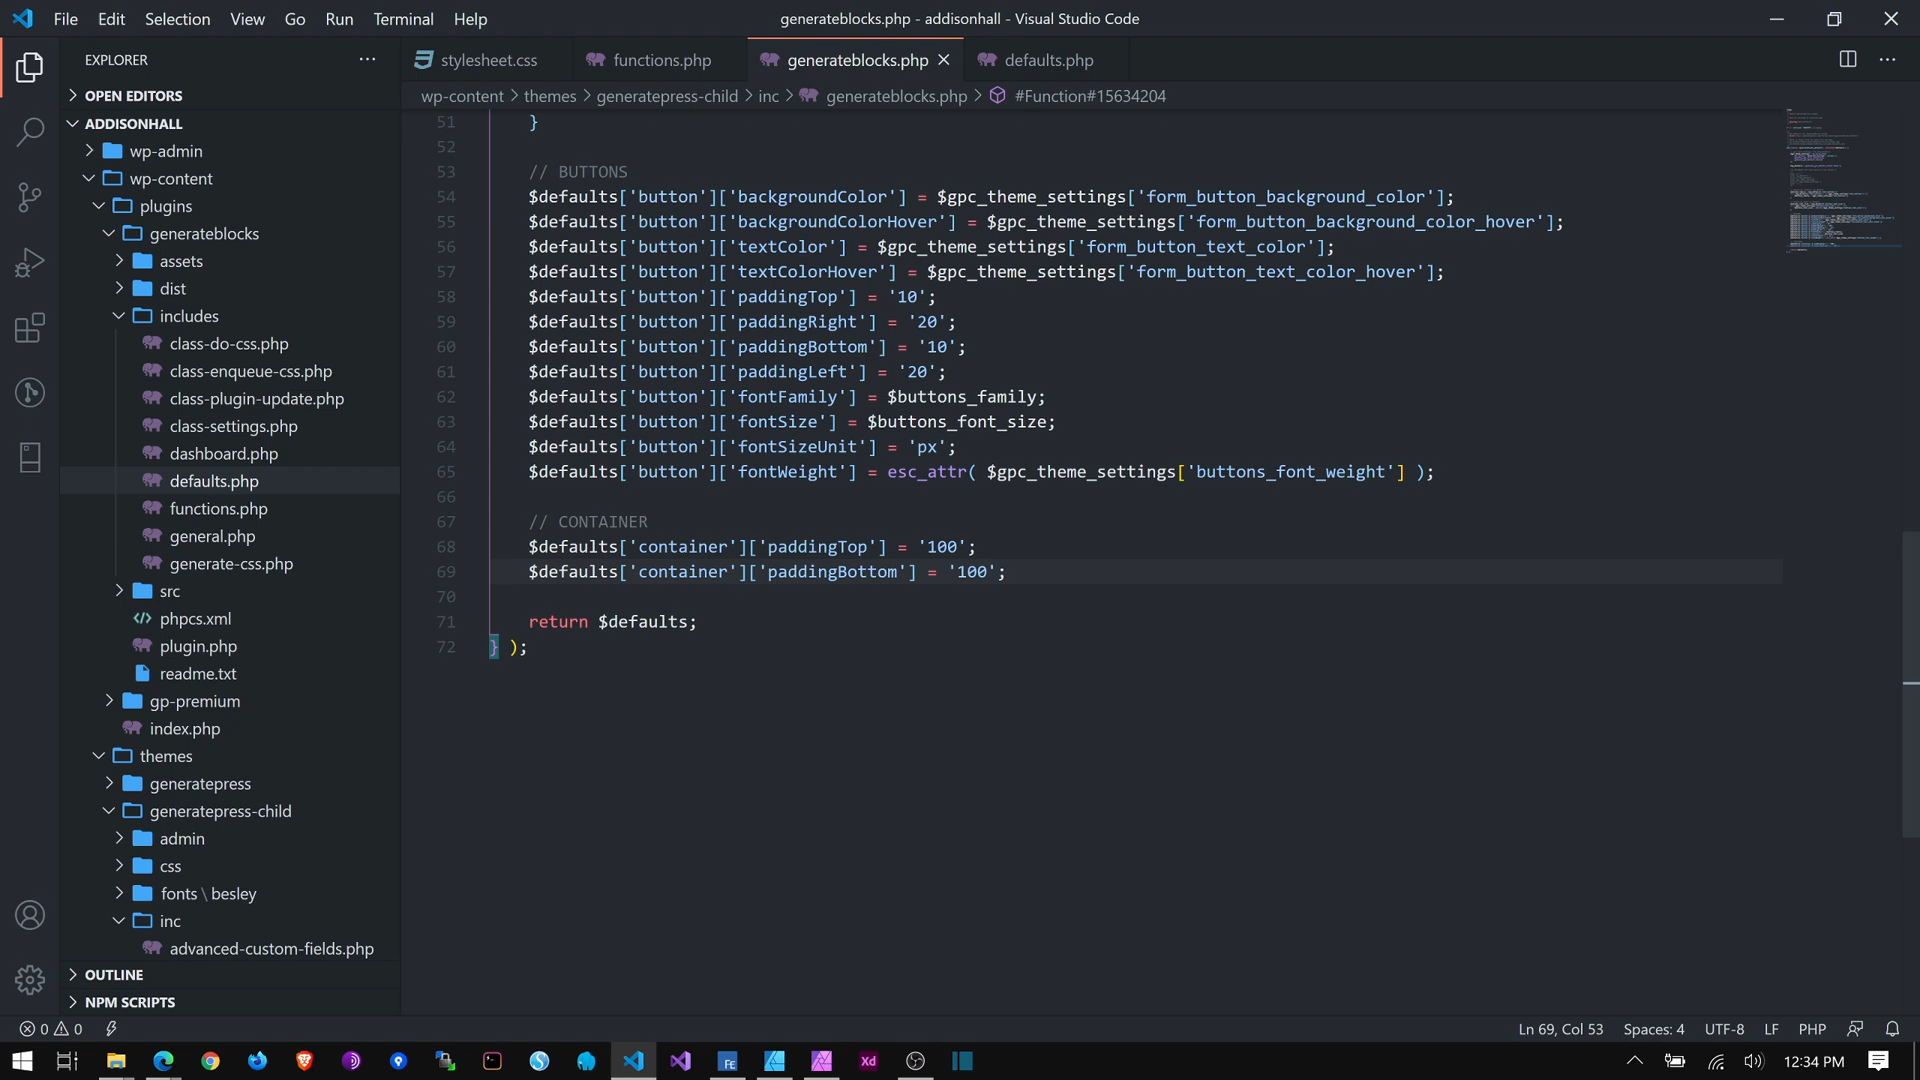 File Edit Selection View Go Run Terminal Help
generateblocks.php - addisonhall - Visual Studio Code
EXPLORER
OPEN EDITORS
ADDISONHALL
wp-admin
wp-content
plugins
generateblocks
assets
dist
includes
class-do-css.php
class-enqueue-css.php
class-plugin-update.php
class-settings.php
dashboard.php
defaults.php
functions.php
general.php
generate-css.php
src
phpcs.xml
plugin.php
readme.txt
gp-premium
index.php
themes
generatepress
generatepress-child
admin
css
fonts \ besley
inc
advanced-custom-fields.php
OUTLINE
NPM SCRIPTS
stylesheet.css functions.php generateblocks.php defaults.php
wp-content > themes > generatepress-child > inc > generateblocks.php > #Function#15634204
51 }
52
53 // BUTTONS
54 $defaults['button']['backgroundColor'] = $gpc_theme_settings['form_button_background_color'];
55 $defaults['button']['backgroundColorHover'] = $gpc_theme_settings['form_button_background_color_hover'];
56 $defaults['button']['textColor'] = $gpc_theme_settings['form_button_text_color'];
57 $defaults['button']['textColorHover'] = $gpc_theme_settings['form_button_text_color_hover'];
58 $defaults['button']['paddingTop'] = '10';
59 $defaults['button']['paddingRight'] = '20';
60 $defaults['button']['paddingBottom'] = '10';
61 $defaults['button']['paddingLeft'] = '20';
62 $defaults['button']['fontFamily'] = $buttons_family;
63 $defaults['button']['fontSize'] = $buttons_font_size;
64 $defaults['button']['fontSizeUnit'] = 'px';
65 $defaults['button']['fontWeight'] = esc_attr( $gpc_theme_settings['buttons_font_weight'] );
66
67 // CONTAINER
68 $defaults['container']['paddingTop'] = '100';
69 $defaults['container']['paddingBottom'] = '100';
70
71 return $defaults;
72 } );
0 0
Ln 69, Col 53 Spaces: 4 UTF-8 LF PHP
FE
Xd
12:34 PM